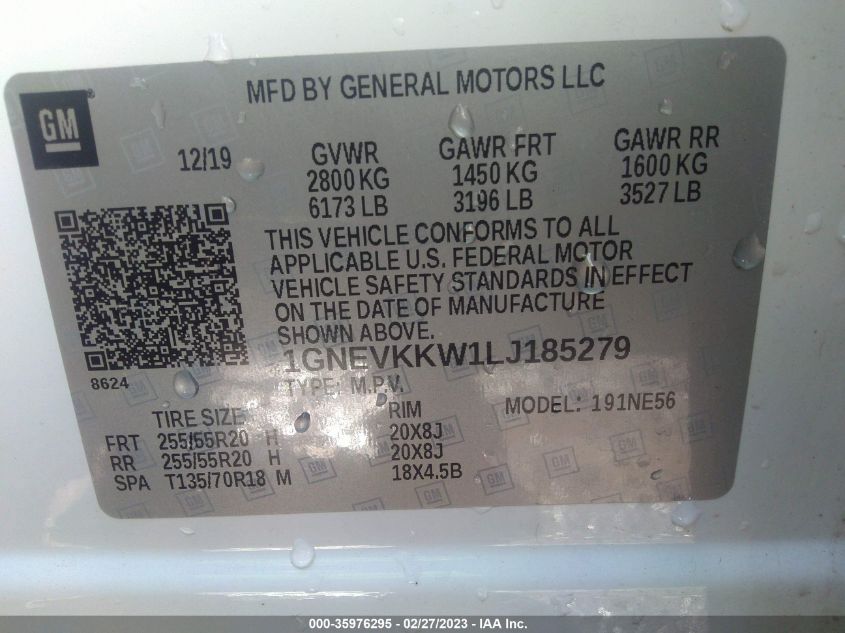 MFD BY GENERAL MOTORS LLC
GM
®
12/19 GVWR GAWR FRT GAWR RR
2800 KG 1450 KG 1600 KG
6173 LB 3196 LB 3527 LB
THIS VEHICLE CONFORMS TO ALL
APPLICABLE U.S. FEDERAL MOTOR
VEHICLE SAFETY STANDARDS IN EFFECT
ON THE DATE OF MANUFACTURE
SHOWN ABOVE.
1GNEVKKW1LJ185279
8624
TYPE: M.P.V.
MODEL: 191NE56
TIRE SIZE RIM
FRT 255/55R20 H 20X8J
RR 255/55R20 H 20X8J
SPA T135/70R18 M 18X4.5B
000-35976295 - 02/27/2023 - IAA Inc.